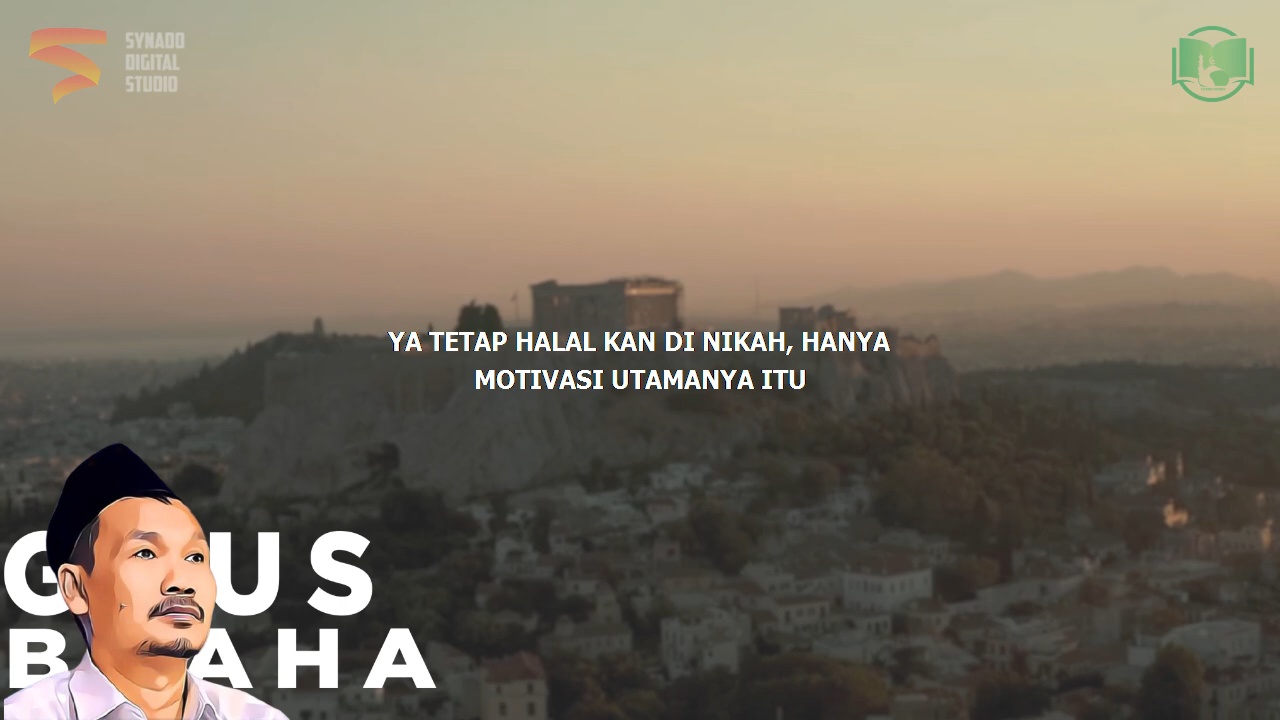 SYNADO
DIGITAL
STUDIO
YA TETAP HALAL KAN DI NIKAH, HANYA
MOTIVASI UTAMANYA ITU
GUS
BAHA